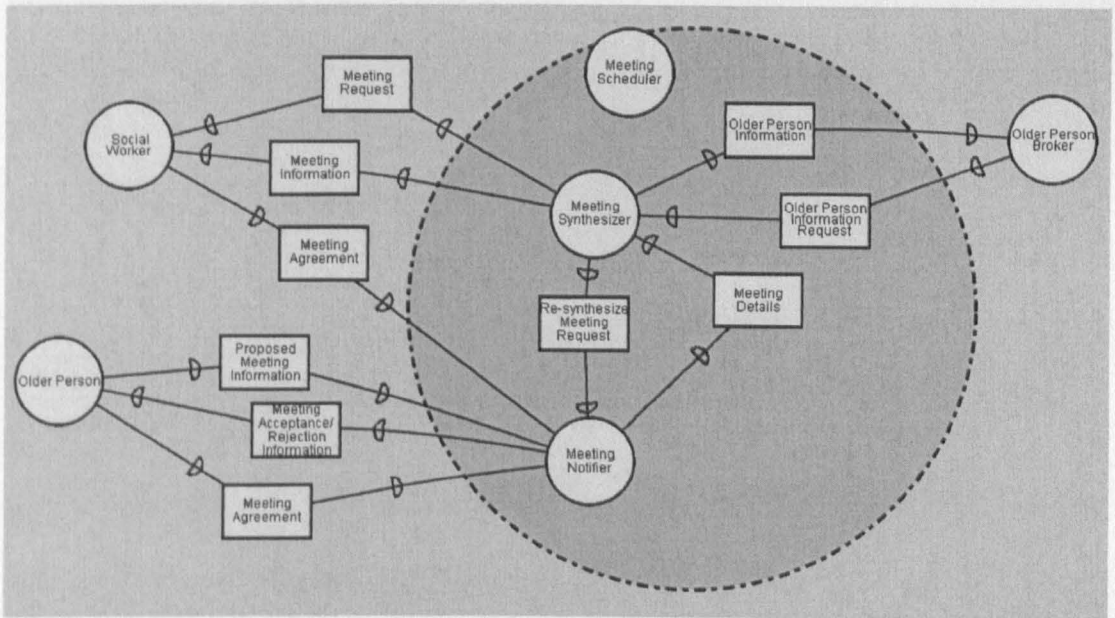 Meeting
Request
Meeting
Scheduler
Social
Worker
Meeting
Information
Older Person
Information
Older Person
Broker
Meeting
Synthesizer
Older Person
Information
Request
Meeting
Agreement
Re-synthesize
Meeting
Request
Meeting
Details
Older Person
Proposed
Meeting
Information
Meeting
Acceptance/
Rejection
Information
Meeting
Notifier
Meeting
Agreement